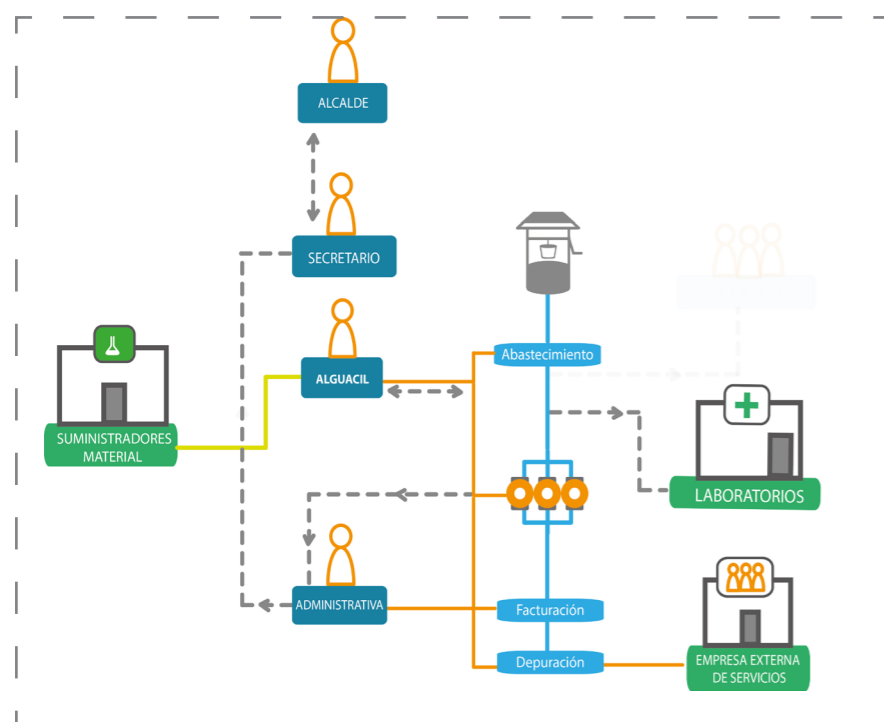 ALCALDE
SECRETARIO
Abastecimiento
ALGUACIL
SUMINISTRADORES
MATERIAL
LABORATORIOS
ADMINISTRATIVA
Facturación
Depuración
EMPRESA EXTERNA
DE SERVICIOS